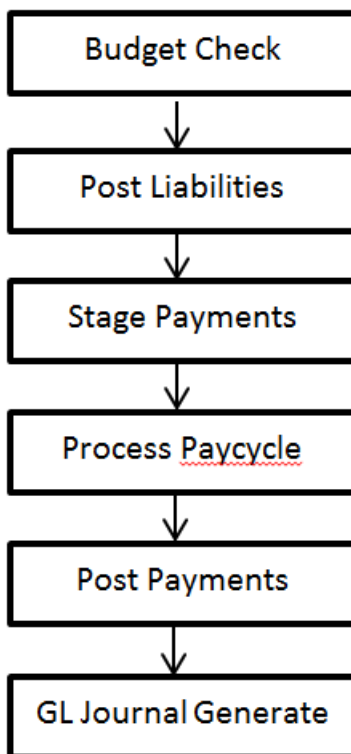 Budget Check
Post Liabilities
Stage Payments
Process Paycycle
Post Payments
GL Journal Generate